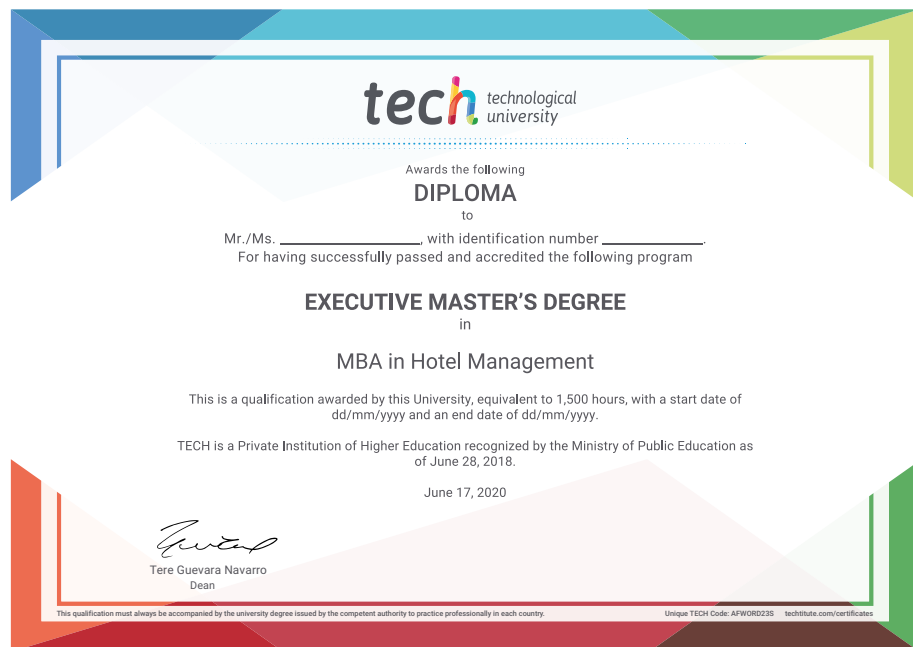 tech technological
university
Awards the following
DIPLOMA
to
Mr./Ms. ____________________, with identification number ______________.
For having successfully passed and accredited the following program
EXECUTIVE MASTER'S DEGREE
in
MBA in Hotel Management
This is a qualification awarded by this University, equivalent to 1,500 hours, with a start date of
dd/mm/yyyy and an end date of dd/mm/yyyy.
TECH is a Private Institution of Higher Education recognized by the Ministry of Public Education as
of June 28, 2018.
June 17, 2020
Tere Guevara Navarro
Dean
This qualification must always be accompanied by the university degree issued by the competent authority to practice professionally in each country. Unique TECH Code: AFWORD23S techtitute.com/certificates